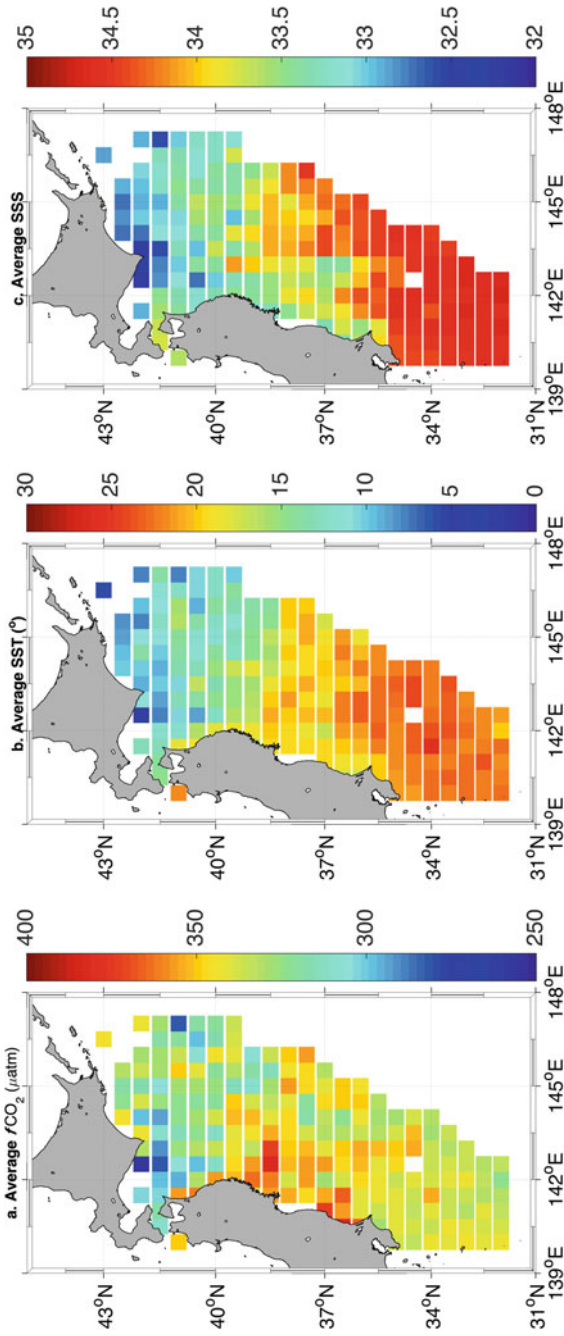 a. Average fCO₂ (µatm)
43°N
40°N
37°N
34°N
31°N
139°E
142°E
145°E
148°E
400
350
300
250
b. Average SST (°)
43°N
40°N
37°N
34°N
31°N
139°E
142°E
145°E
148°E
30
25
20
15
10
5
0
c. Average SSS
43°N
40°N
37°N
34°N
31°N
139°E
142°E
145°E
148°E
35
34.5
34
33.5
33
32.5
32